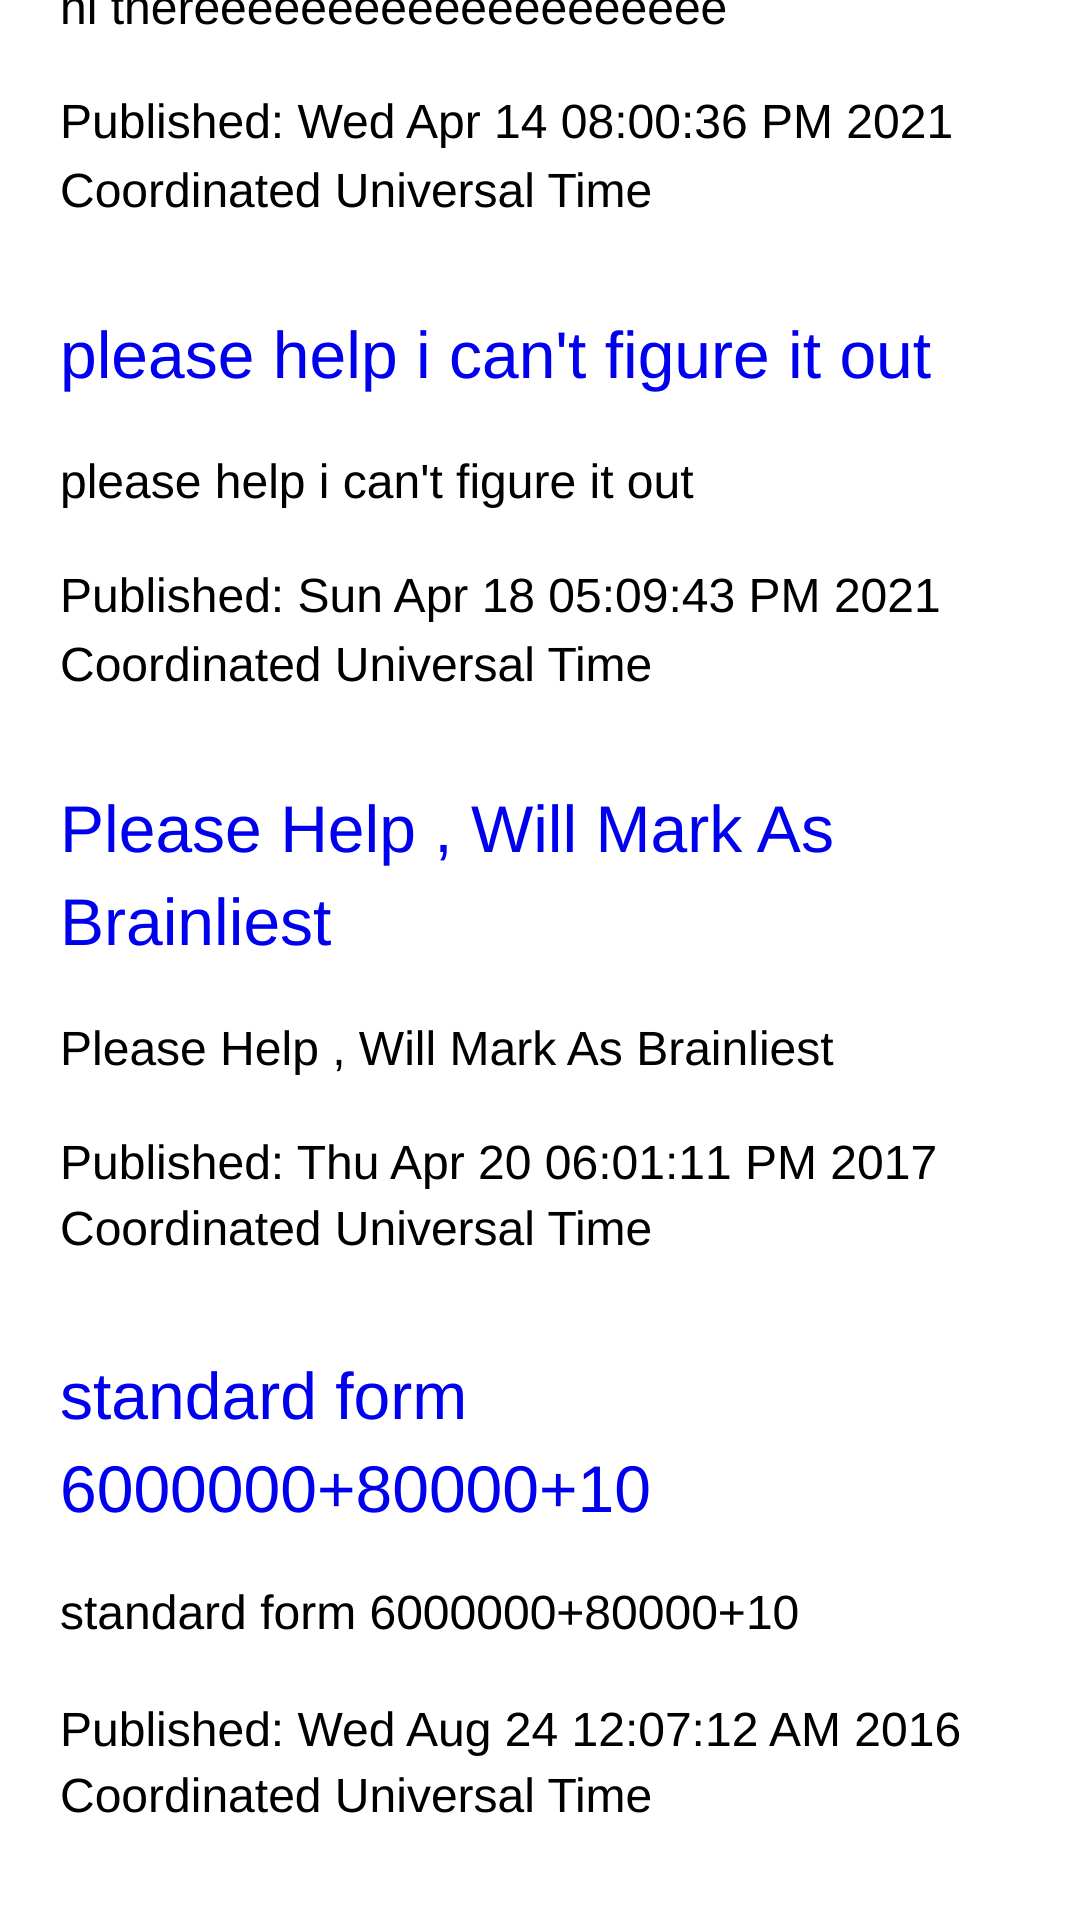 hi thereeeeeeeeeeeeeeeeeeee
Published: Wed Apr 14 08:00:36 PM 2021
Coordinated Universal Time
please help i can't figure it out
please help i can't figure it out
Published: Sun Apr 18 05:09:43 PM 2021
Coordinated Universal Time
Please Help , Will Mark As
Brainliest
Please Help , Will Mark As Brainliest
Published: Thu Apr 20 06:01:11 PM 2017
Coordinated Universal Time
standard form
6000000+80000+10
standard form 6000000+80000+10
Published: Wed Aug 24 12:07:12 AM 2016
Coordinated Universal Time